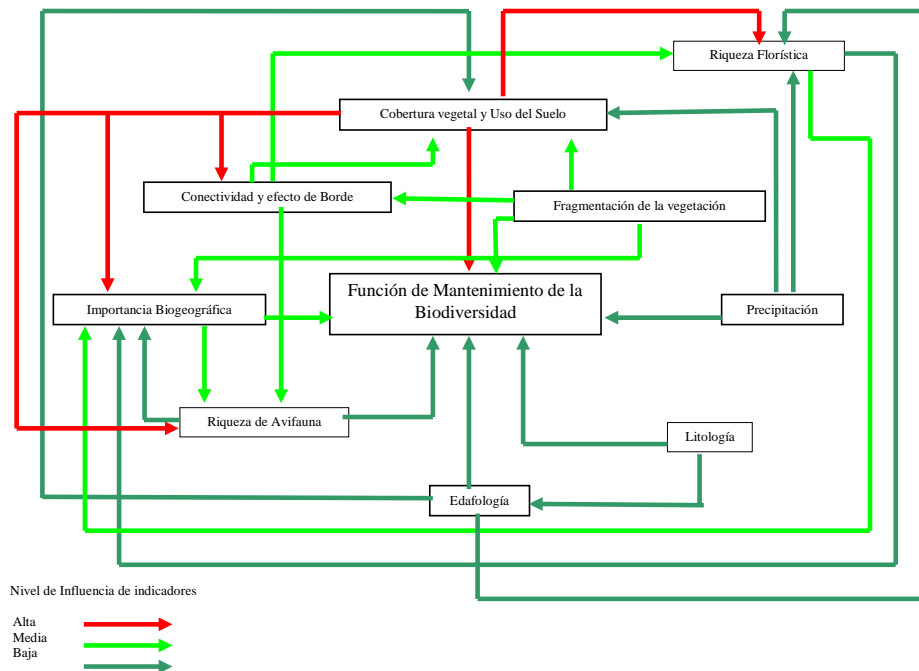 Riqueza Florística
Cobertura vegetal y Uso del Suelo
Conectividad y efecto de Borde
Fragmentación de la vegetación
Función de Mantenimiento de la
Biodiversidad
Importancia Biogeográfica
Precipitación
Riqueza de Avifauna
Litología
Edafología
Nivel de Influencia de indicadores
Alta
Media
Baja